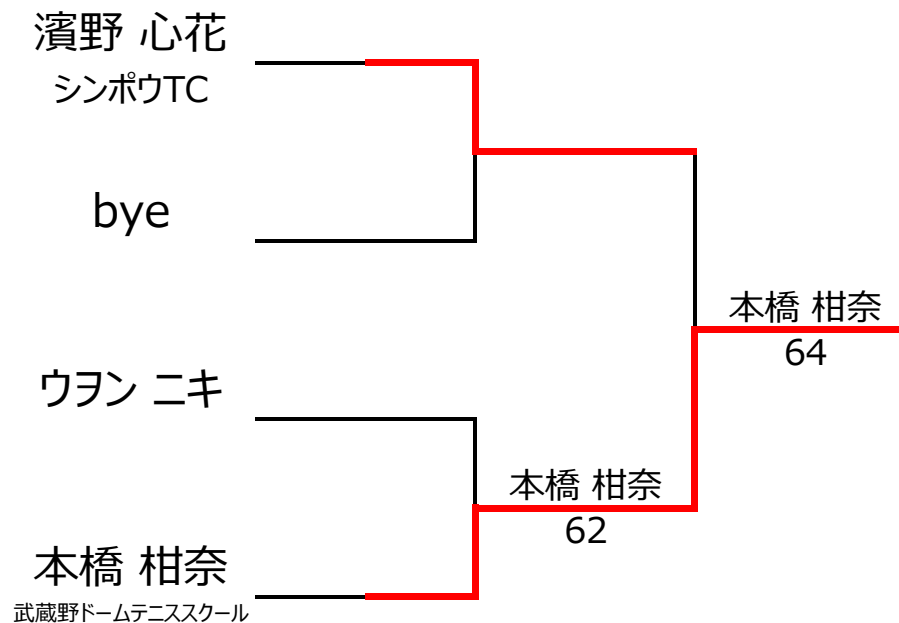 濱野 心花
シンポウTC
bye
ウヲン ニキ
本橋 柑奈
武蔵野ドームテニススクール
本橋 柑奈
62
本橋 柑奈
64